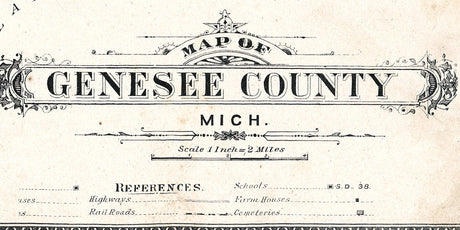 MAP OF
GENESEE COUNTY
MICH.
Scale 1 Inch = 2 Miles
REFERENCES.
Highways
Rail Roads
Schools S.D. 38.
Farm Houses
Cemeteries